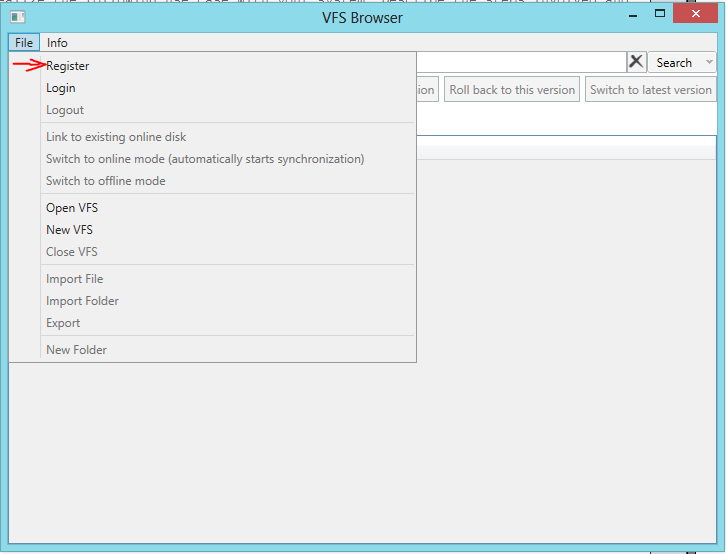 VFS Browser
File Info
Register
Search
Login
ion Roll back to this version Switch to latest version
Logout
Link to existing online disk
Switch to online mode (automatically starts synchronization)
Switch to offline mode
Open VFS
New VFS
Close VFS
Import File
Import Folder
Export
New Folder